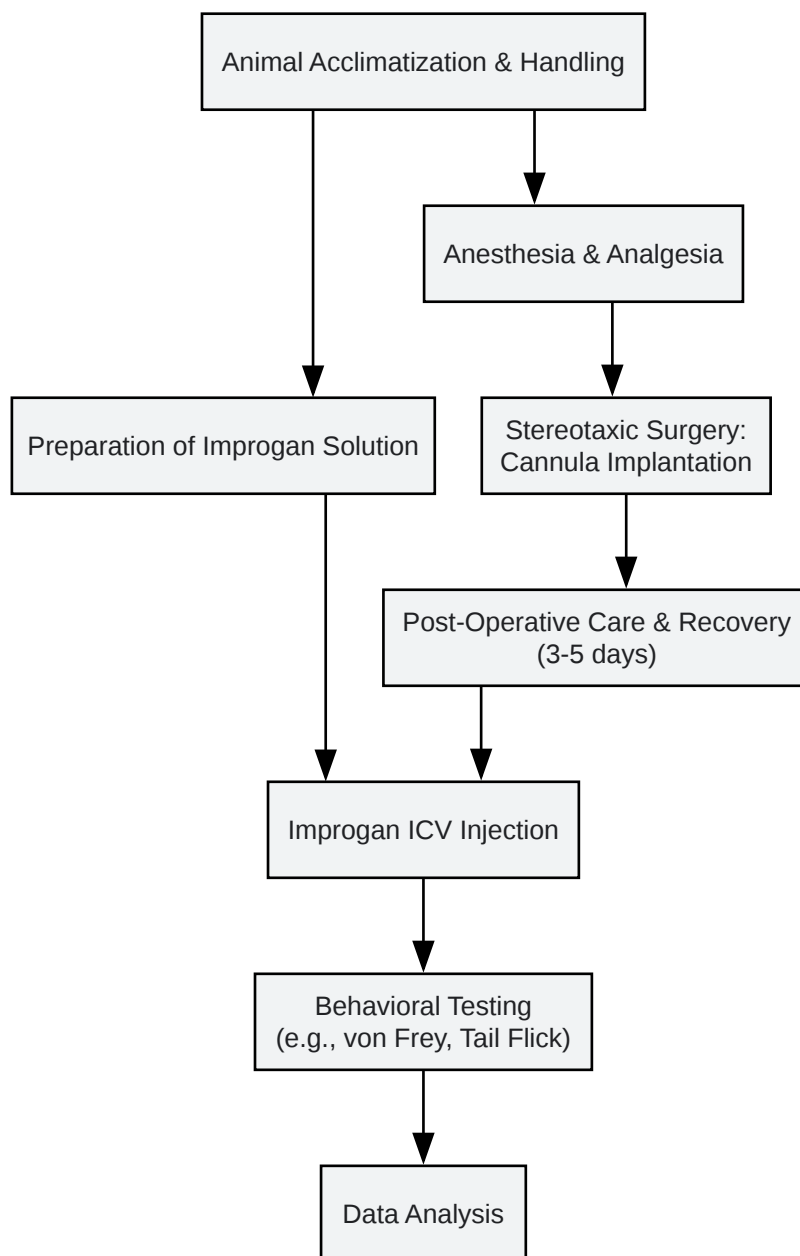 Animal Acclimatization & Handling
Anesthesia & Analgesia
Preparation of Improgan Solution
Stereotaxic Surgery:
Cannula Implantation
Post-Operative Care & Recovery
(3-5 days)
Improgan ICV Injection
Behavioral Testing
(e.g., von Frey, Tail Flick)
Data Analysis